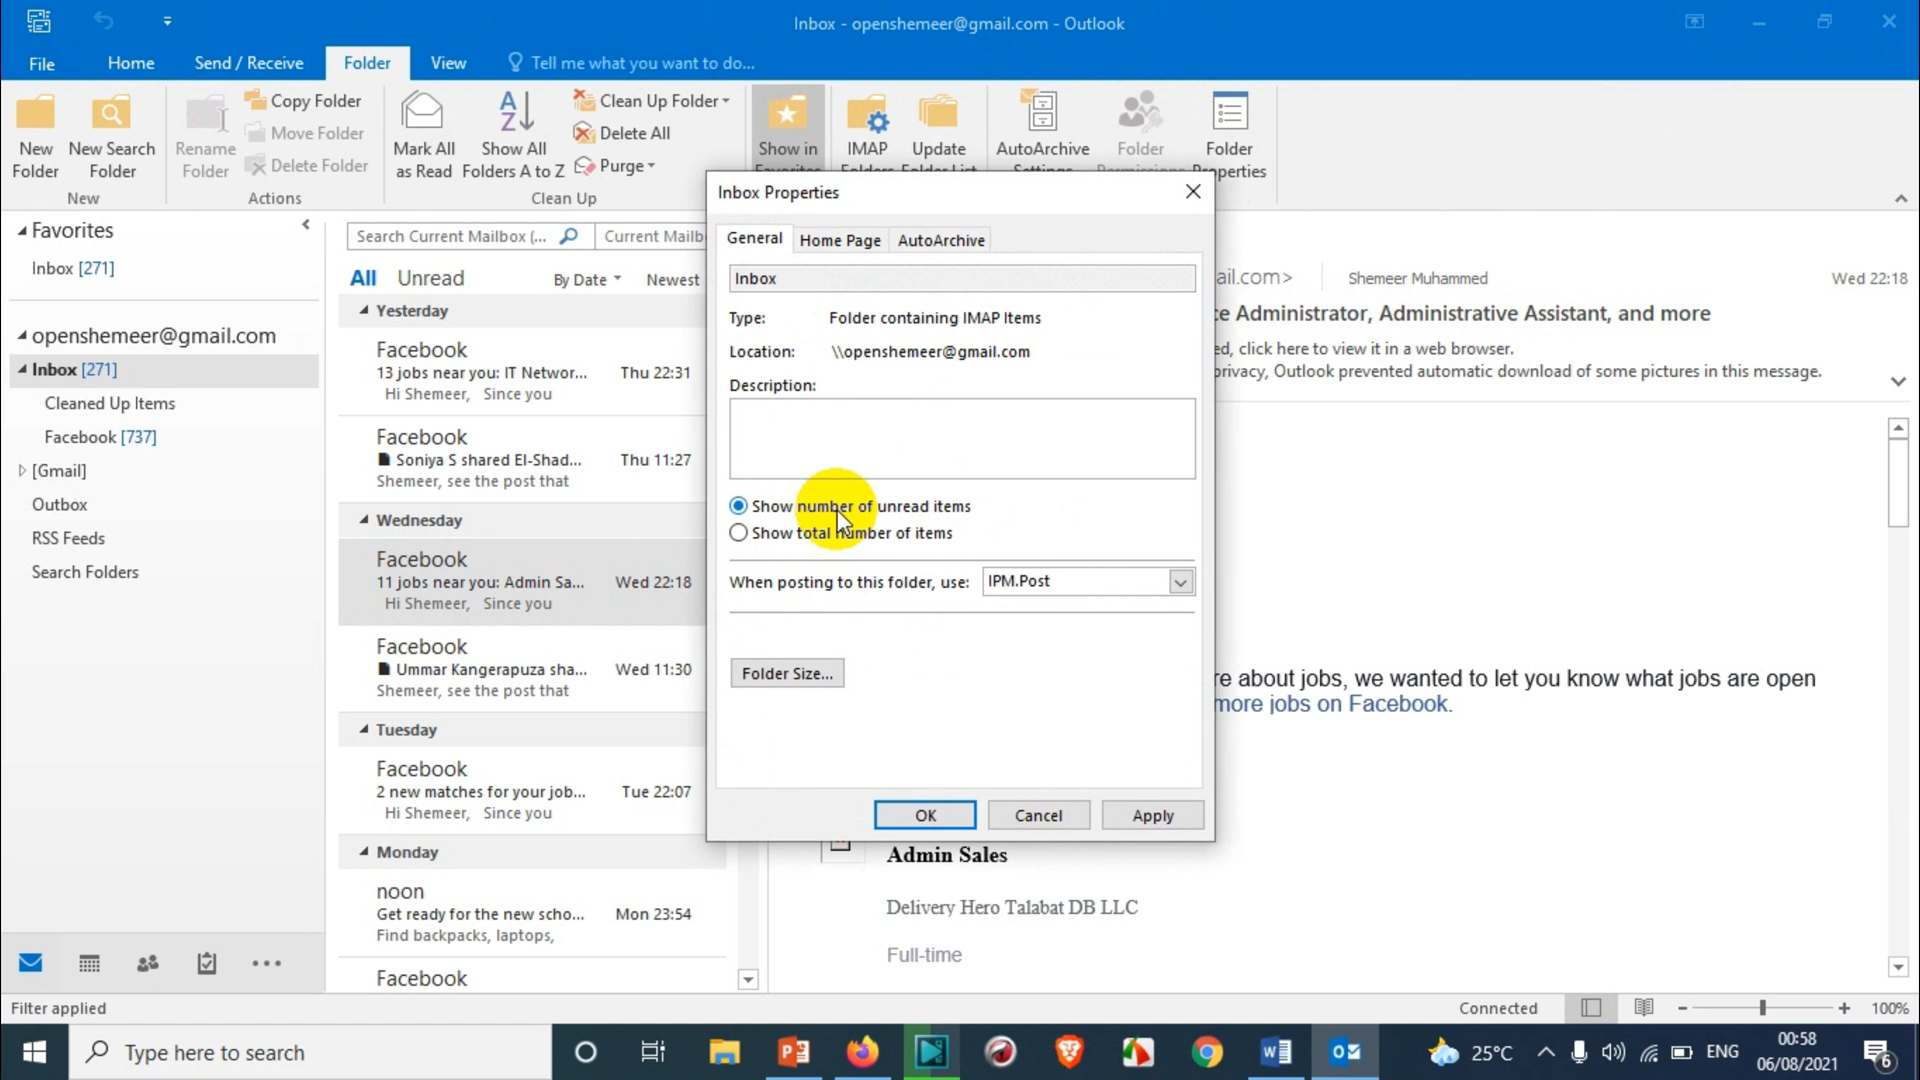 Inbox - openshemeer@gmail.com - Outlook
File Home Send / Receive Folder View Tell me what you want to do...
New Folder
New Search Folder
Rename Folder
Copy Folder
Move Folder
Delete Folder
Mark All as Read
Show All Folders A to Z
Clean Up Folder
Delete All
Purge
Show in
IMAP
Update
AutoArchive
Folder
Folder Properties
New Actions Clean Up
Favorites
Inbox [271]
openshemeer@gmail.com
Inbox [271]
Cleaned Up Items
Facebook [737]
[Gmail]
Outbox
RSS Feeds
Search Folders
Search Current Mailbox (... Current Mailb
All Unread By Date Newest
Yesterday
Facebook
13 jobs near you: IT Networ... Thu 22:31
Hi Shemeer, Since you
Facebook
Soniya S shared El-Shad... Thu 11:27
Shemeer, see the post that
Wednesday
Facebook
11 jobs near you: Admin Sa... Wed 22:18
Hi Shemeer, Since you
Facebook
Ummar Kangerapuza sha... Wed 11:30
Shemeer, see the post that
Tuesday
Facebook
2 new matches for your job... Tue 22:07
Hi Shemeer, Since you
Monday
noon
Get ready for the new scho... Mon 23:54
Find backpacks, laptops,
Facebook
Inbox Properties
General Home Page AutoArchive
Inbox
Type: Folder containing IMAP Items
Location: \\openshemeer@gmail.com
Description:
Show number of unread items
Show total number of items
When posting to this folder, use: IPM.Post
Folder Size...
OK Cancel Apply
ail.com> Shemeer Muhammed Wed 22:18
ce Administrator, Administrative Assistant, and more
ed, click here to view it in a web browser.
privacy, Outlook prevented automatic download of some pictures in this message.
re about jobs, we wanted to let you know what jobs are open
more jobs on Facebook.
Admin Sales
Delivery Hero Talabat DB LLC
Full-time
Filter applied Connected 100%
Type here to search 25°C ENG 00:58
06/08/2021 6